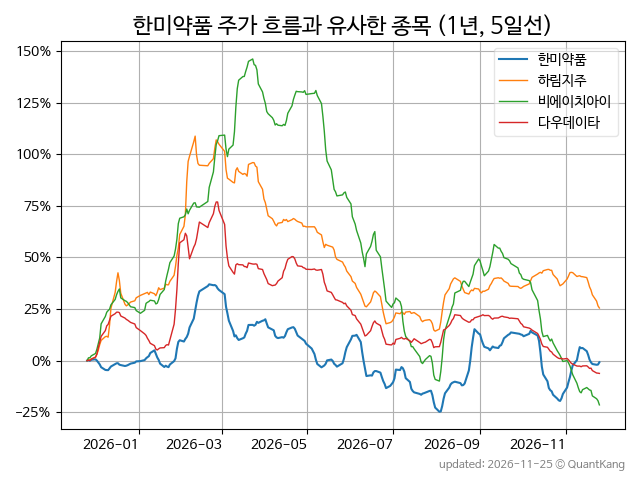 한미약품 주가 흐름과 유사한 종목 (1년, 5일선)
150%
125%
100%
75%
50%
25%
0%
−25%
한미약품
하림지주
비에이치아이
다우데이타
2026-01
2026-03
2026-05
2026-07
2026-09
2026-11
updated: 2026-11-25 © QuantKang